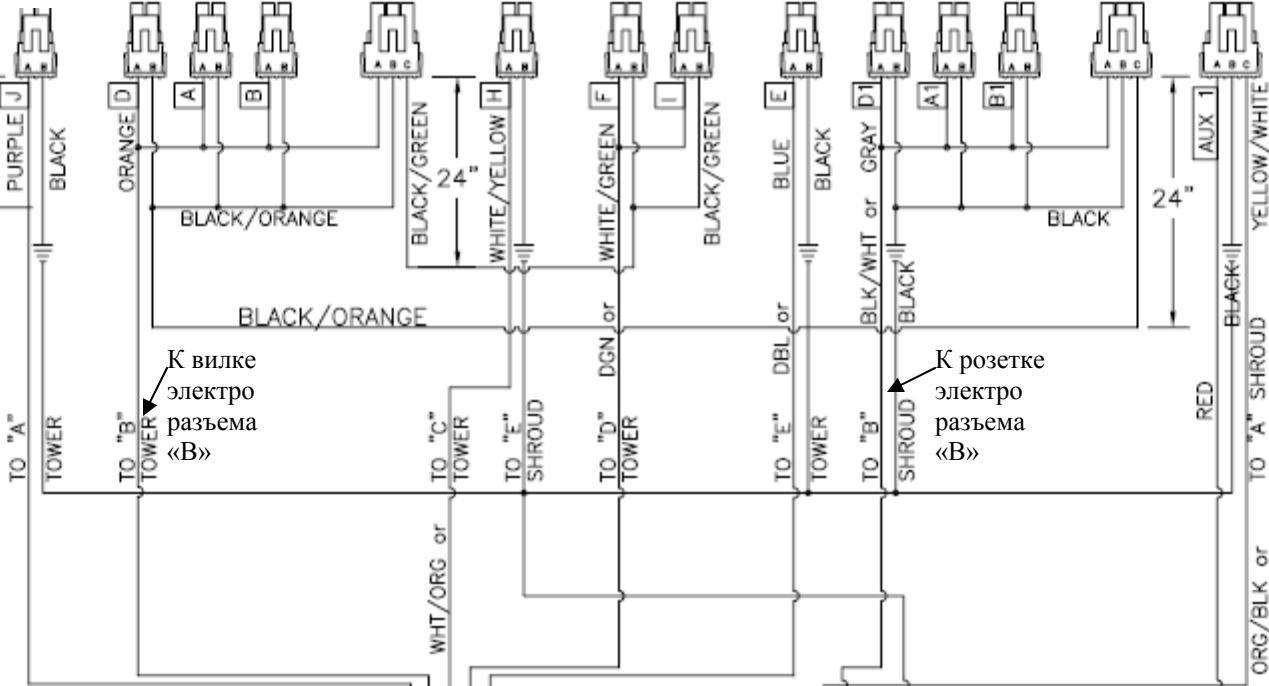 A B
A B
A B
A B
A B C
A B
A B
A B
A B
A B
A B
A B
A B C
A B C
J
D
A
B
H
F
I
E
D1
A1
B1
AUX 1
PURPLE
BLACK
ORANGE
BLACK/ORANGE
BLACK/GREEN
24"
WHITE/YELLOW
WHITE/GREEN
BLACK/GREEN
BLUE
BLACK
BLK/WHT or GRAY
BLACK
BLACK
24"
BLACK
YELLOW/WHITE
BLACK/ORANGE
DGN or
DBL or
RED
К вилке
электро
разъема
«В»
К розетке
электро
разъема
«В»
TO "A"
TOWER
TO "B"
TOWER
TO "C"
TOWER
TO "E"
SHROUD
TO "D"
TOWER
TO "E"
TOWER
TO "B"
SHROUD
TO "A" SHROUD
WHT/ORG or
ORG/BLK or